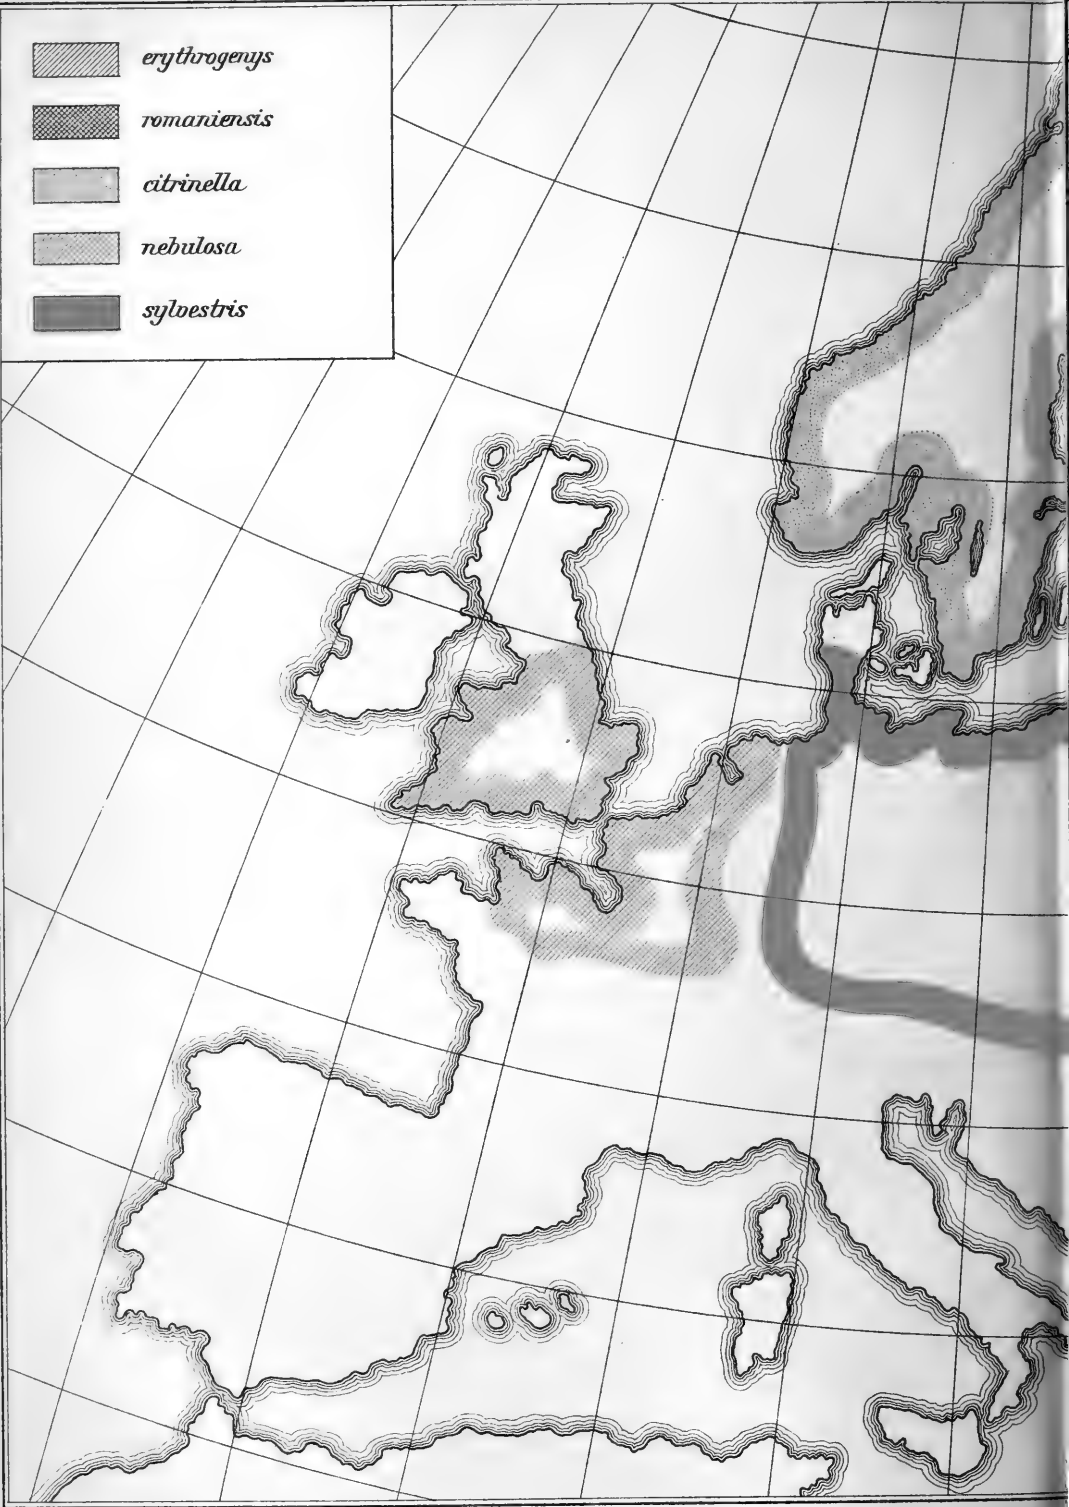 erythrogenys
romaniensis
citrinella
nebulosa
sylvestris